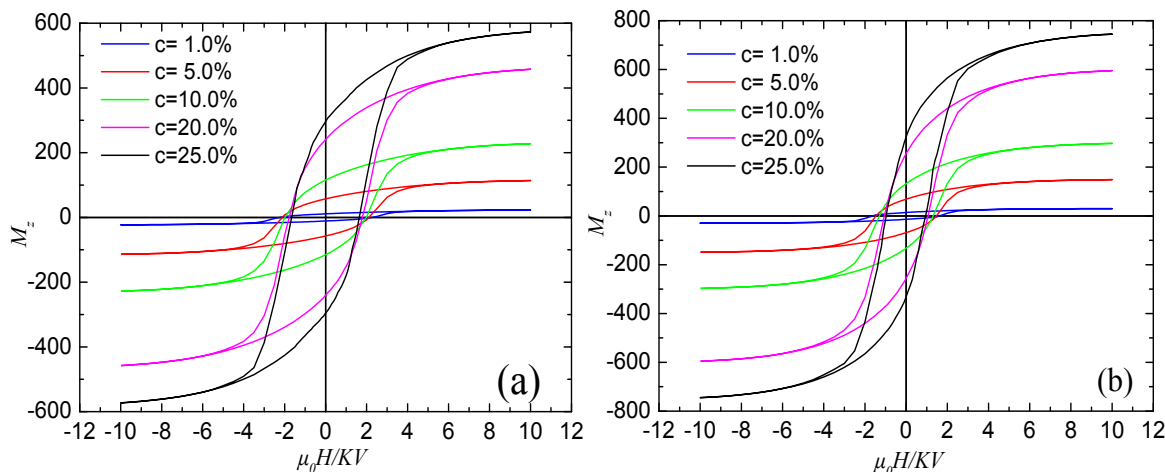 600
400
200
0
-200
-400
-600
-12 -10 -8 -6 -4 -2 0 2 4 6 8 10 12
M_z
μ₀H/KV
c= 1.0%
c= 5.0%
c=10.0%
c=20.0%
c=25.0%
(a)
800
600
400
200
0
-200
-400
-600
-800
-12 -10 -8 -6 -4 -2 0 2 4 6 8 10 12
M_z
μ₀H/KV
c= 1.0%
c= 5.0%
c=10.0%
c=20.0%
c=25.0%
(b)